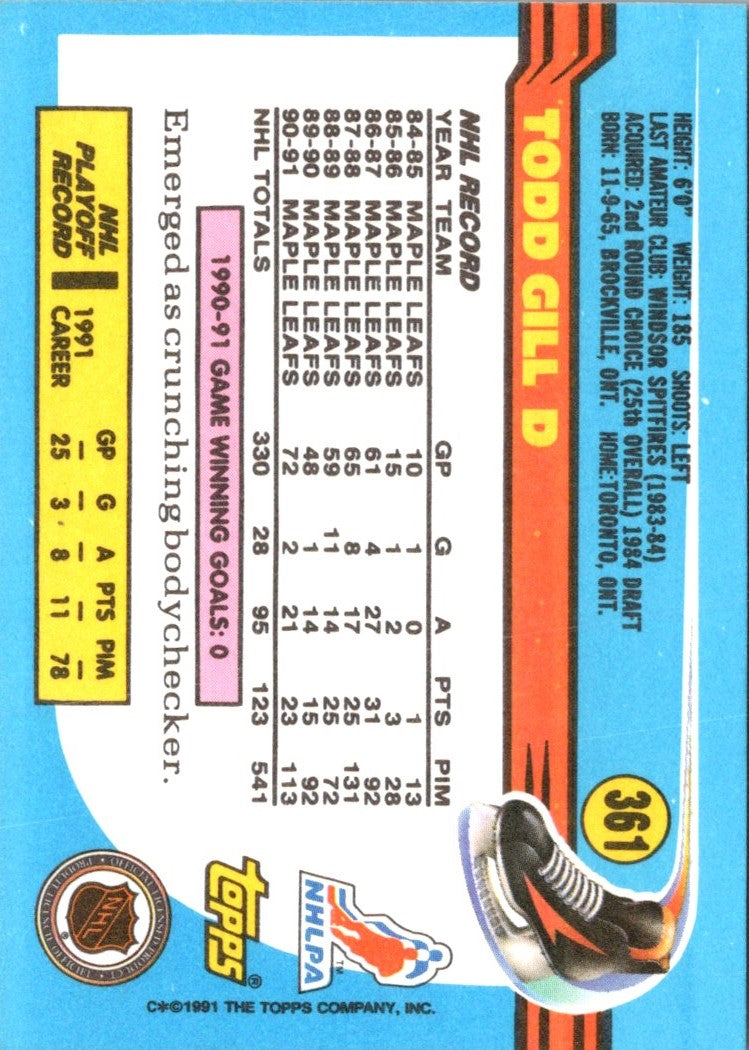 361
HEIGHT: 6'0" WEIGHT: 185 SHOOTS: LEFT
LAST AMATEUR CLUB: WINDSOR SPITFIRES (1983-84)
ACQUIRED: 2nd ROUND CHOICE (25th OVERALL) 1984 DRAFT
BORN: 11-9-65, BROCKVILLE, ONT. HOME:TORONTO, ONT.
TODD GILL D
NHL RECORD
YEAR TEAM GP G A PTS PIM
84-85 MAPLE LEAFS 10 1 0 1 13
85-86 MAPLE LEAFS 15 1 2 3 28
86-87 MAPLE LEAFS 61 4 27 31 92
87-88 MAPLE LEAFS 65 8 17 25 131
88-89 MAPLE LEAFS 59 11 14 25 72
89-90 MAPLE LEAFS 48 1 14 15 92
90-91 MAPLE LEAFS 72 2 21 23 113
NHL TOTALS 330 28 95 123 541
1990-91 GAME WINNING GOALS: 0
Emerged as crunching bodychecker.
NHL PLAYOFF RECORD
GP G A PTS PIM
1991 — — — — —
CAREER 25 3 8 11 78
NHLPA™
TOPPS®
OFFICIAL LICENSED PRODUCT
NHL®
C*©1991 THE TOPPS COMPANY, INC.